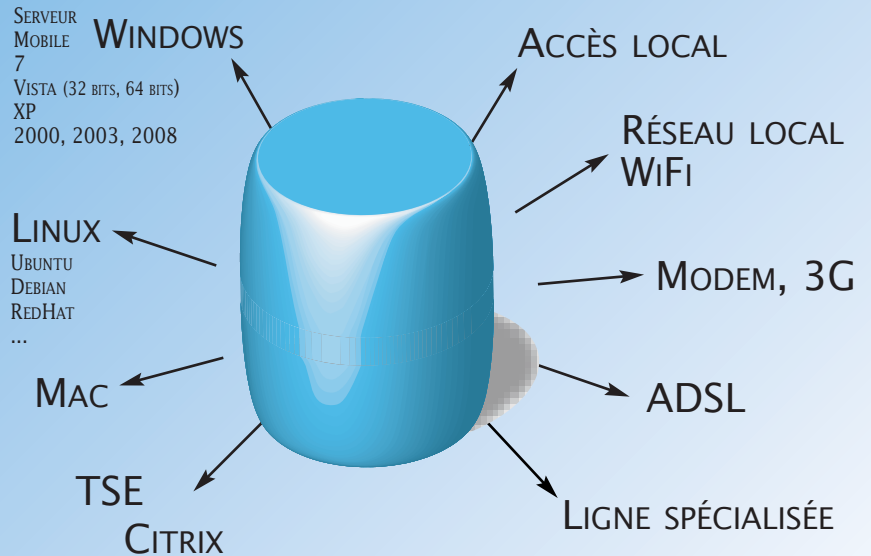 Serveur
Mobile
7
Vista (32 bits, 64 bits)
XP
2000, 2003, 2008
Windows
Linux
Ubuntu
Debian
RedHat
...
Mac
TSE
Citrix
Accès local
Réseau local
WiFi
Modem, 3G
ADSL
Ligne spécialisée